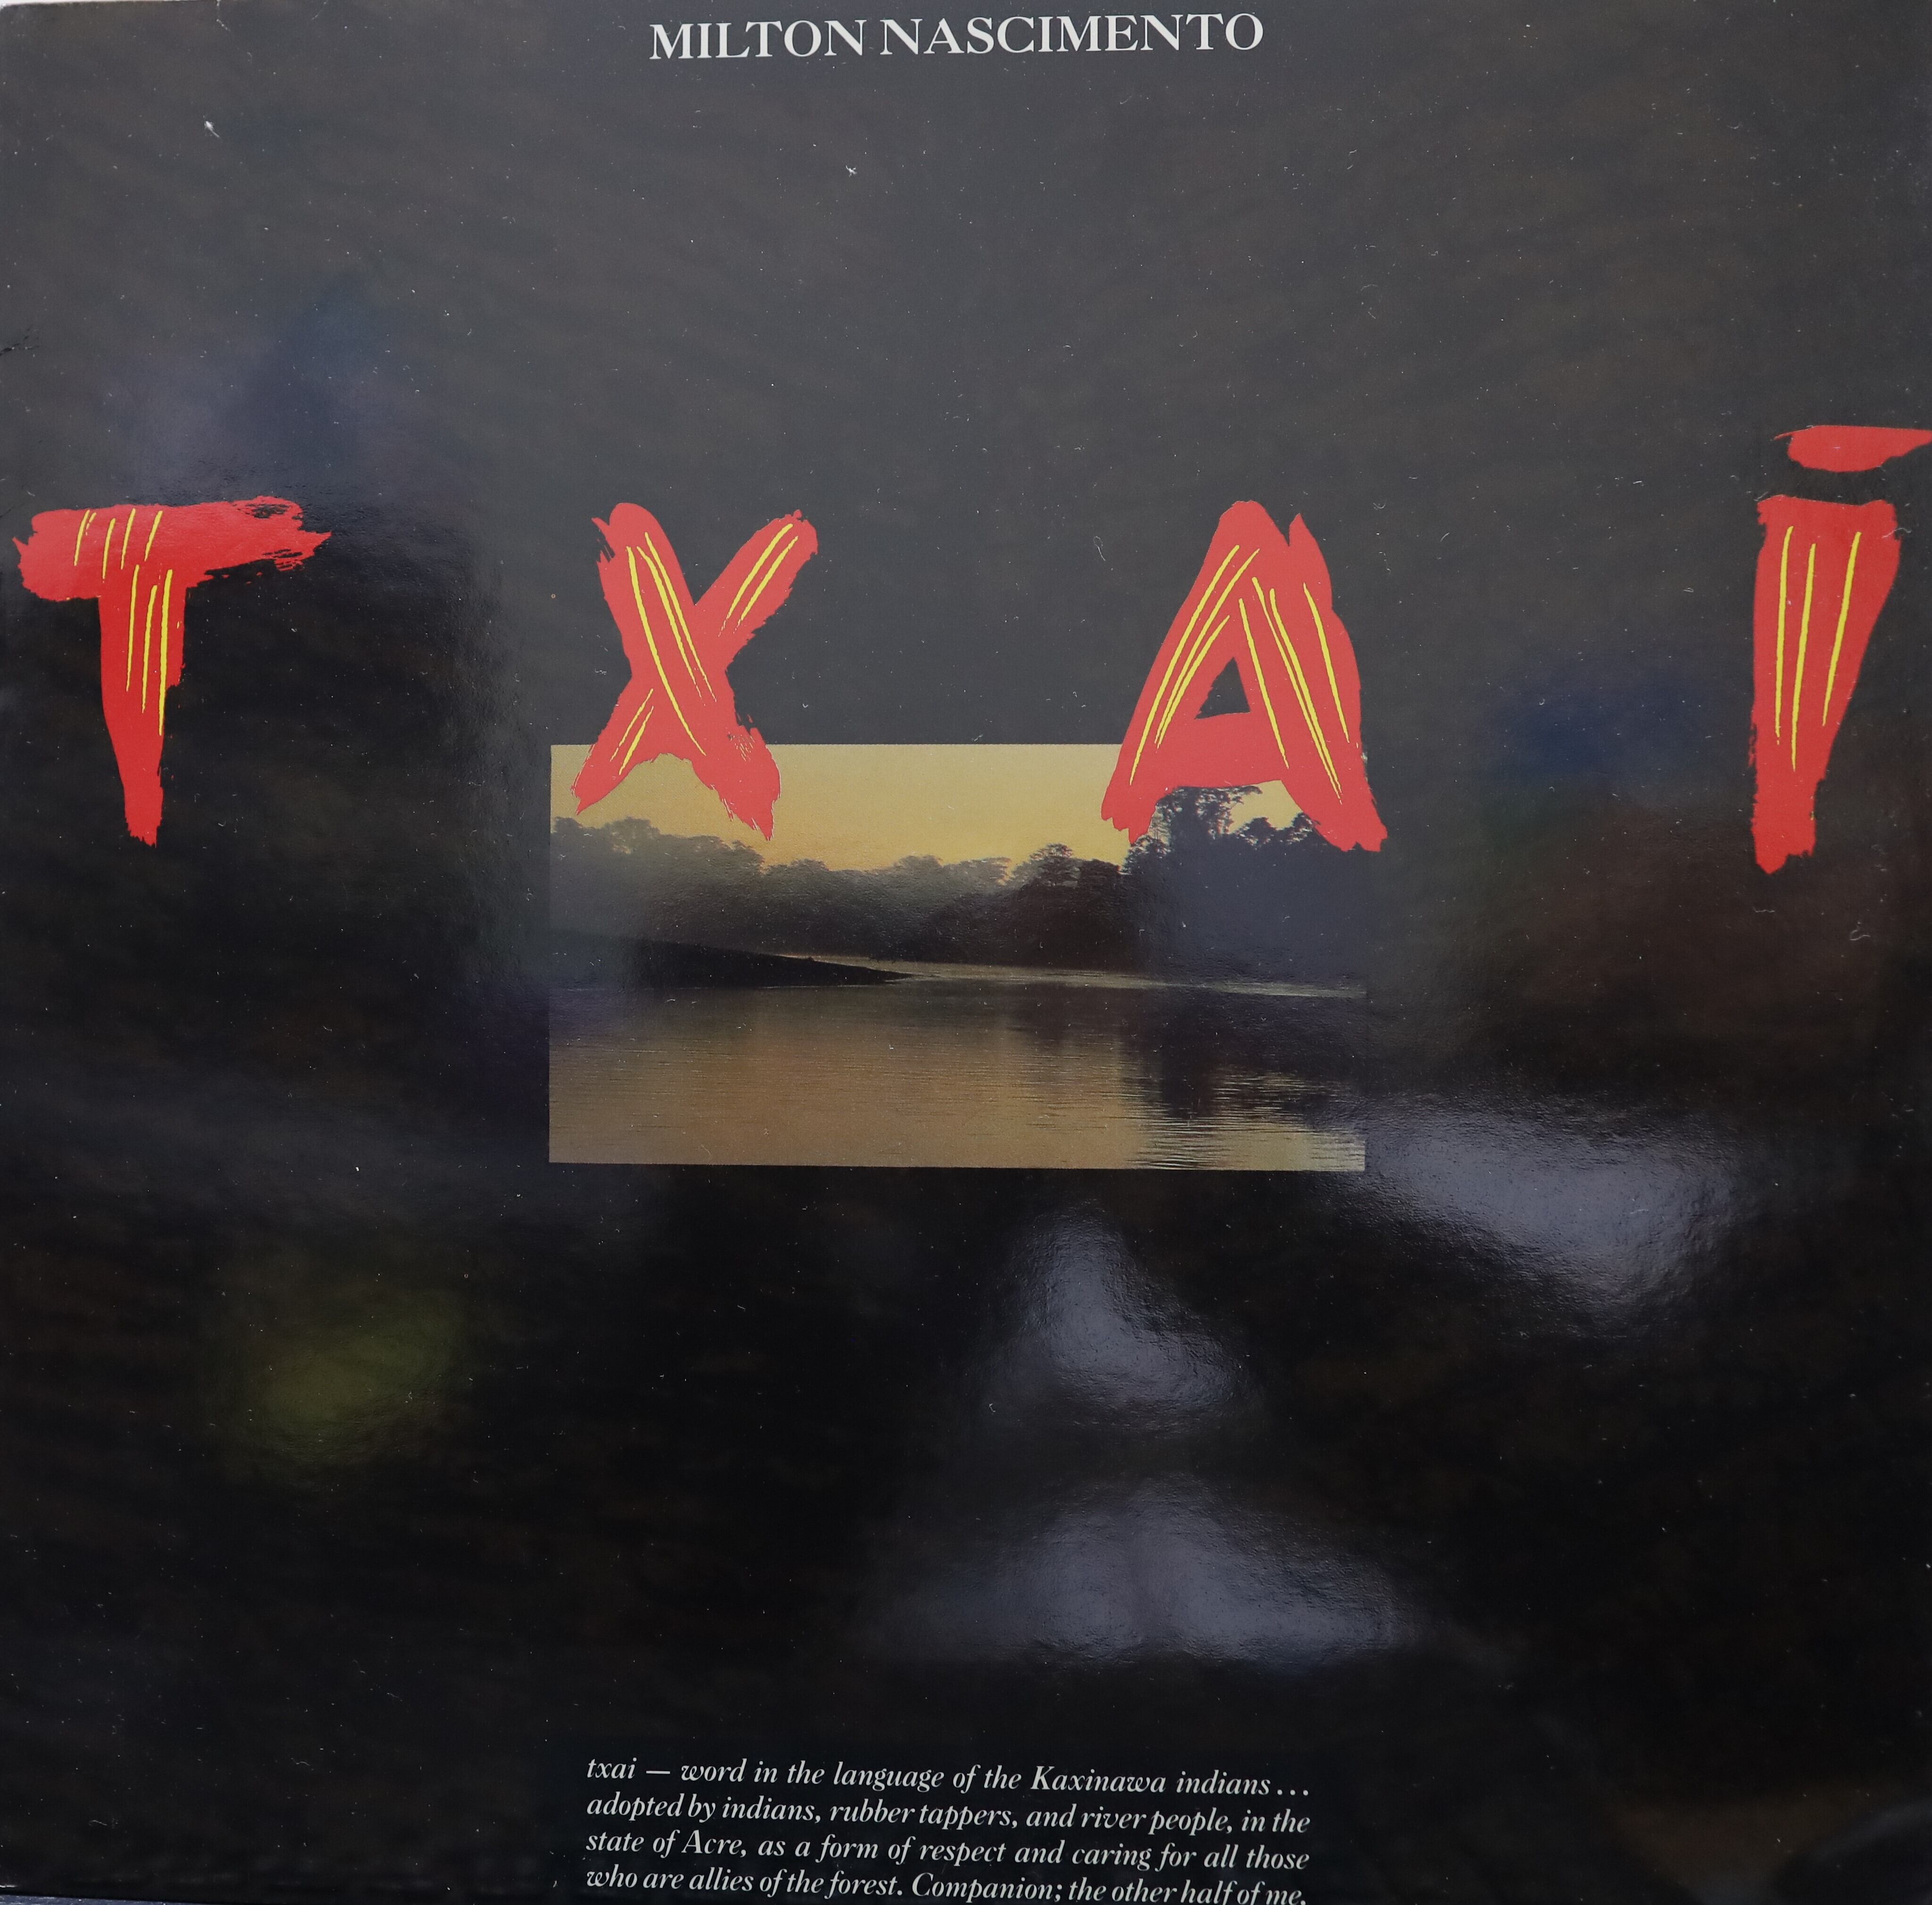 MILTON NASCIMENTO
TXAI
txai — word in the language of the Kaxinawa indians...
adopted by indians, rubber tappers, and river people, in the
state of Acre, as a form of respect and caring for all those
who are allies of the forest. Companion; the other half of me.